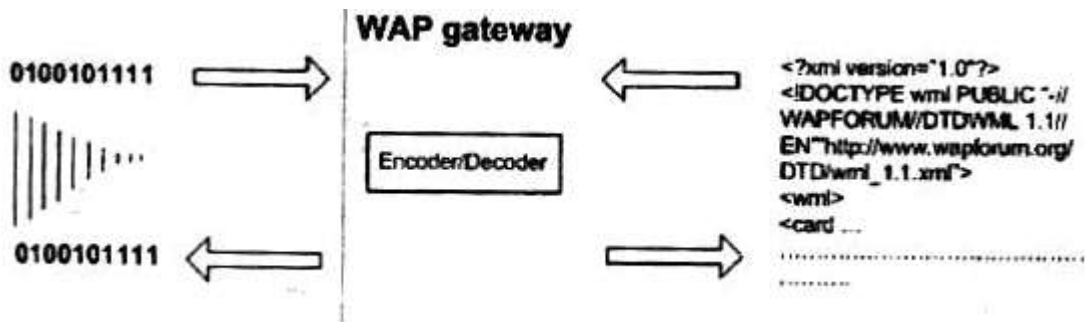 WAP gateway
0100101111
Encoder/Decoder
0100101111
<?xml version="1.0"?>
<!DOCTYPE wml PUBLIC "-//
WAPFORUM//DTDWML 1.1//
EN""http://www.wapforum.org/
DTD/wml_1.1.xml">
<wml>
<card ...